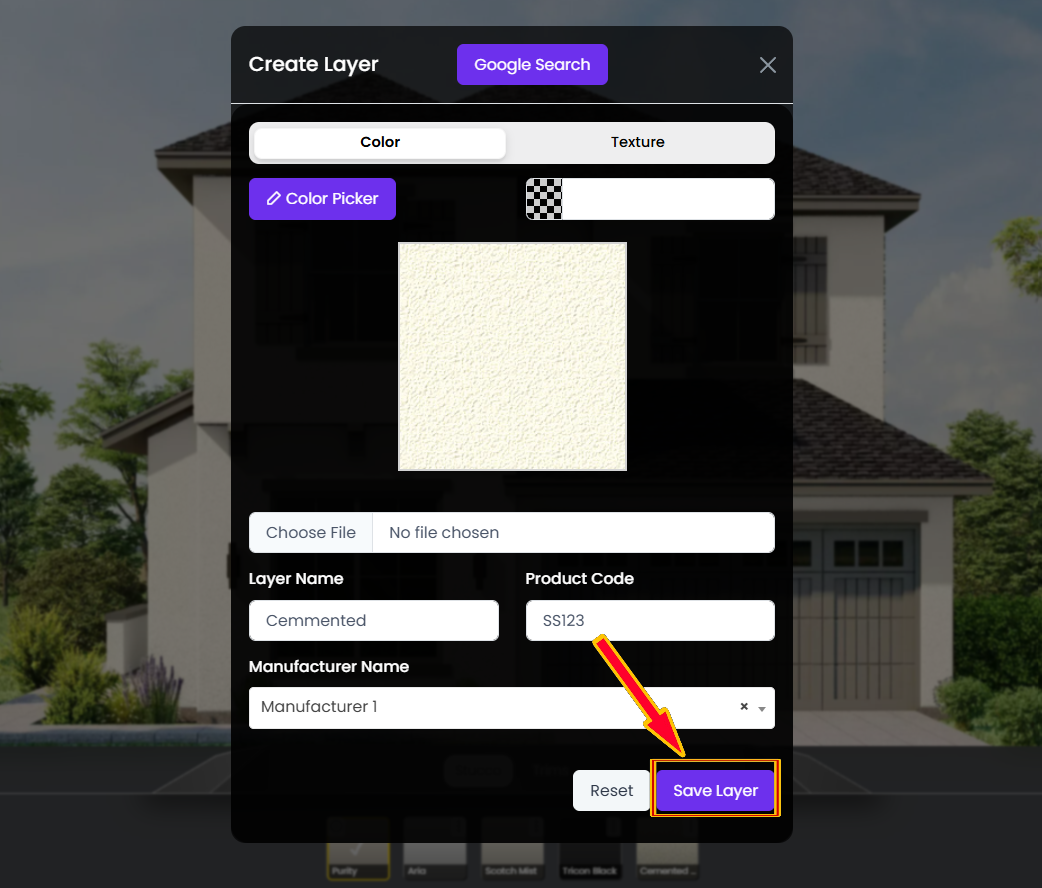 Create Layer
Google Search
Color
Texture
Color Picker
Choose File
No file chosen
Layer Name
Product Code
Cemmented
SS123
Manufacturer Name
Manufacturer 1
×
Reset
Save Layer
Purity
Aria
Scotch Mist
Tricon Black
Cemented ...